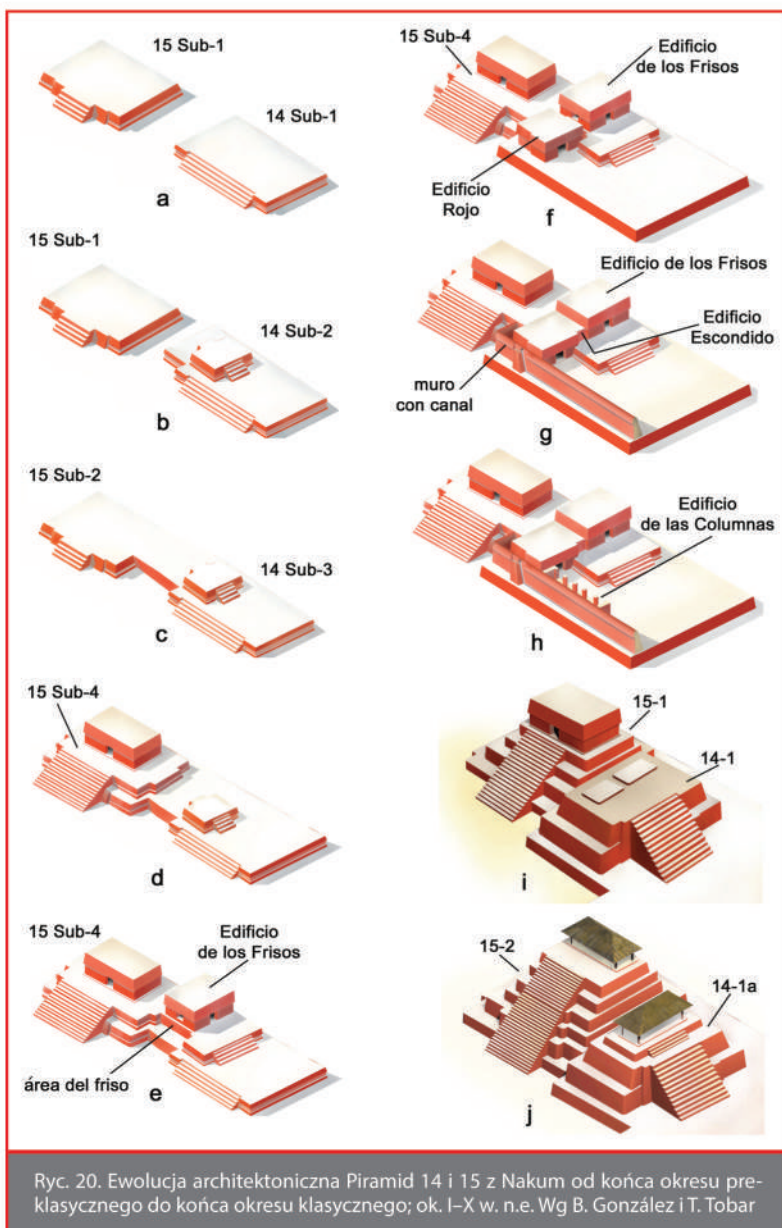 15 Sub-1
14 Sub-1
a
15 Sub-1
14 Sub-2
b
15 Sub-2
14 Sub-3
c
15 Sub-4
d
15 Sub-4
Edificio
de los Frisos
área del friso
e
15 Sub-4
Edificio
de los Frisos
Edificio
Rojo
f
Edificio de los Frisos
Edificio
Escondido
muro
con canal
g
Edificio
de las Columnas
h
15-1
14-1
i
15-2
14-1a
j
Ryc. 20. Ewolucja architektoniczna Piramid 14 i 15 z Nakum od końca okresu pre-
klasycznego do końca okresu klasycznego; ok. I–X w. n.e. Wg B. González i T. Tobar